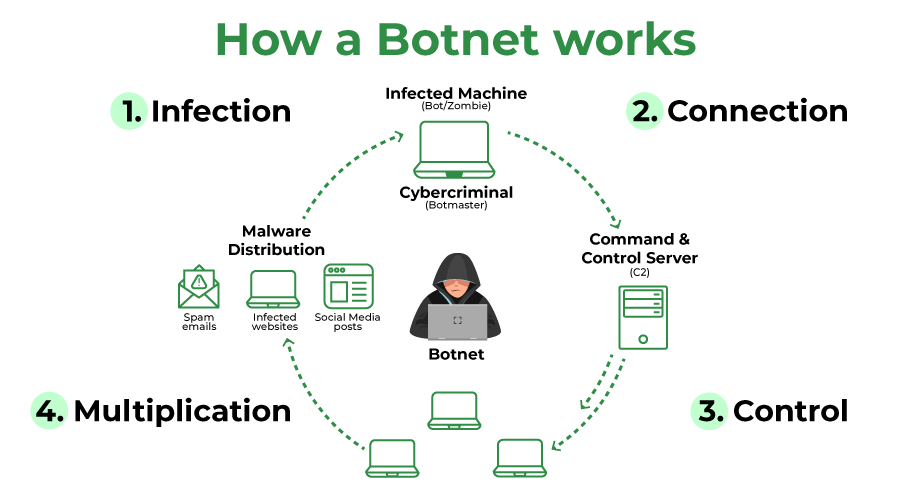 How a Botnet works
1. Infection
Infected Machine
(Bot/Zombie)
2. Connection
Cybercriminal
(Botmaster)
Malware
Distribution
Spam
emails
Infected
websites
Social Media
posts
Command &
Control Server
(C2)
Botnet
4. Multiplication
3. Control